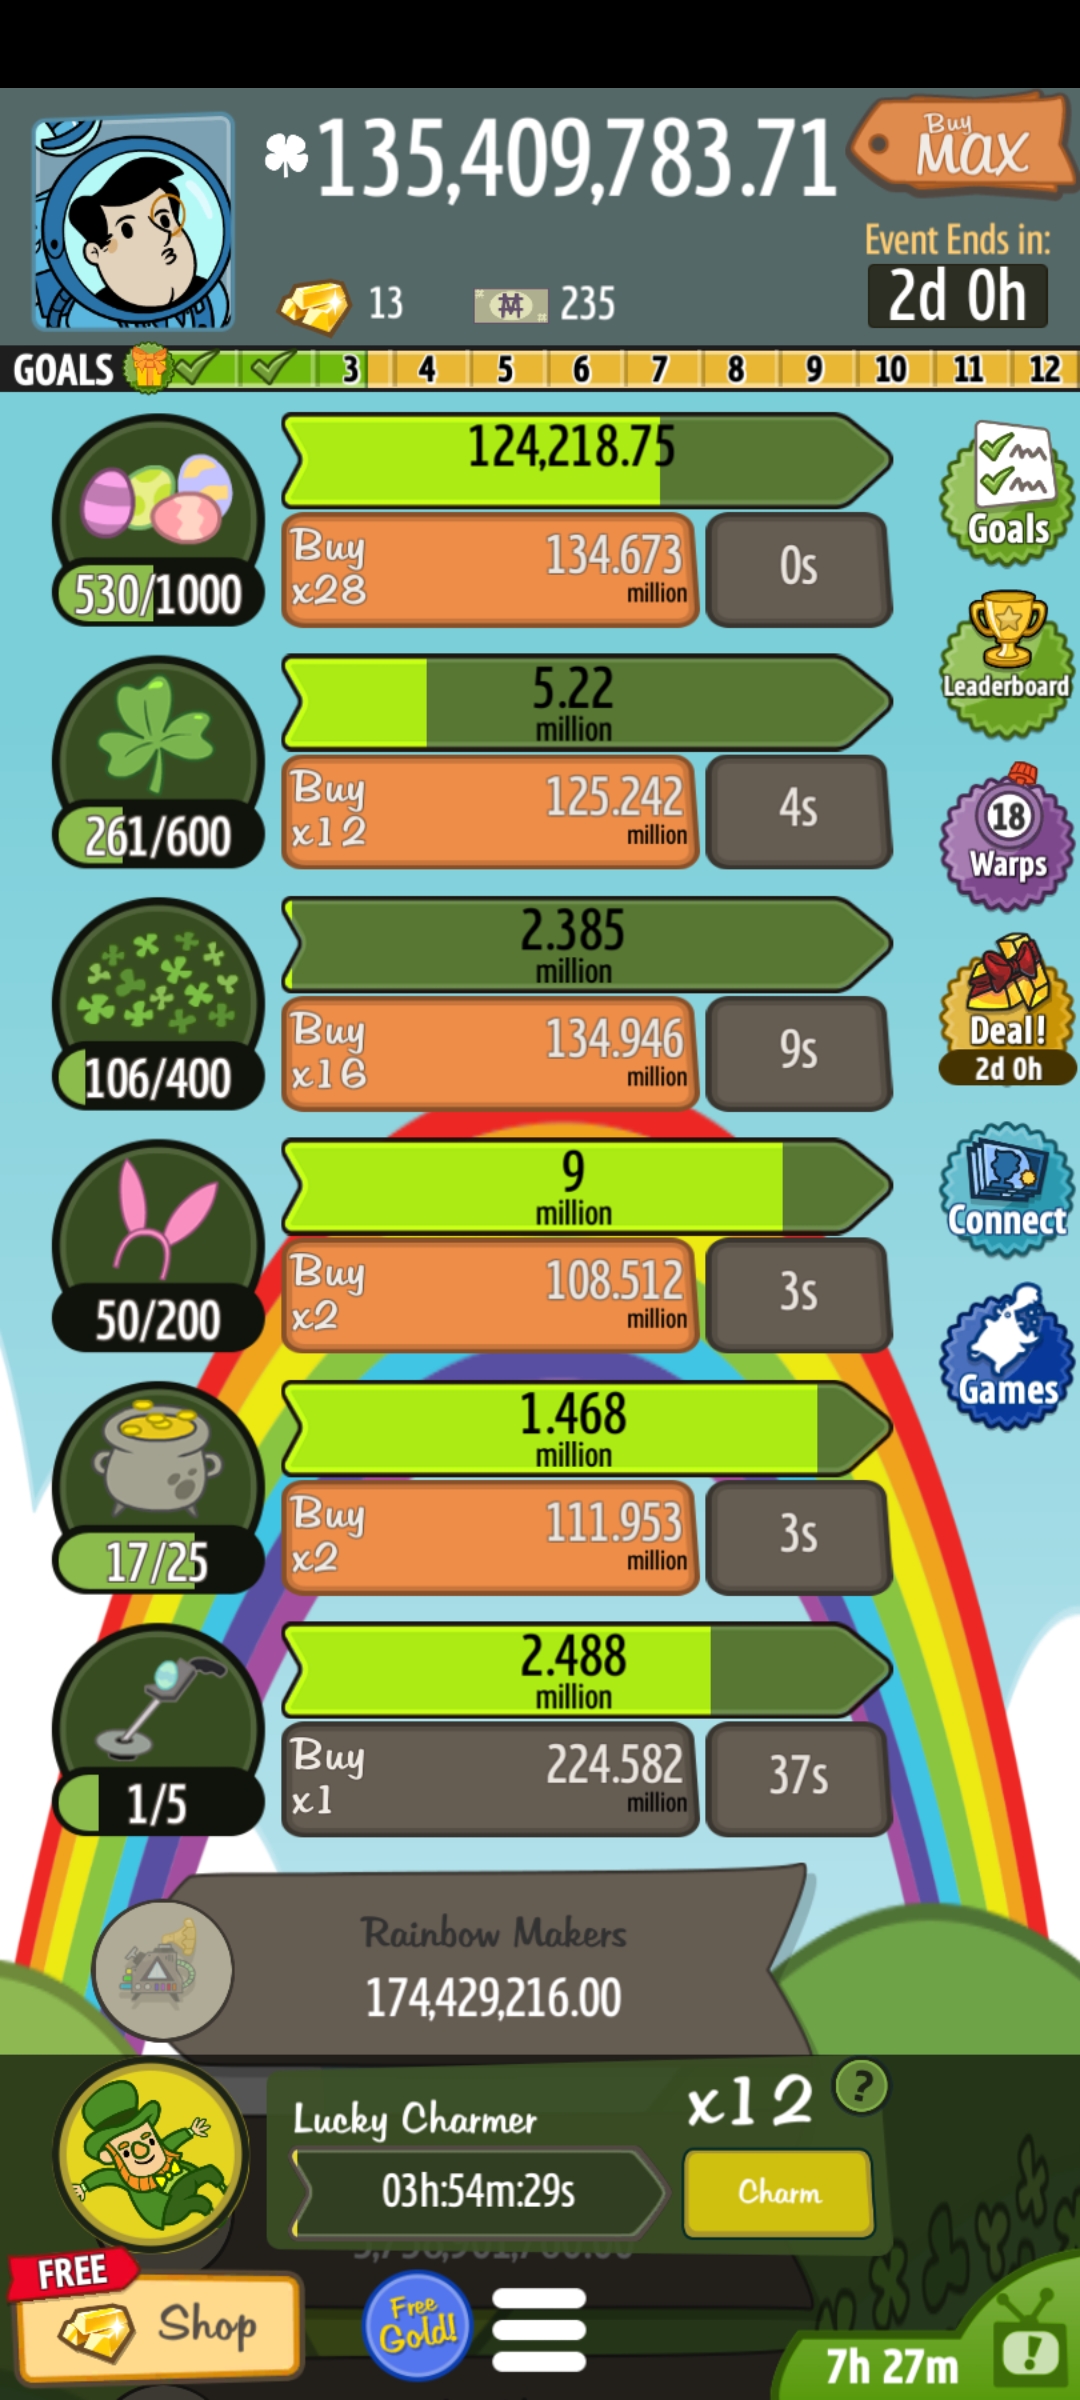 135,409,783.71
Buy
MAX
Event Ends in:
2d 0h
13
235
GOALS
3 4 5 6 7 8 9 10 11 12
124,218.75
Buy
x28
134.673
million
0s
530/1000
Goals
5.22
million
Buy
x12
125.242
million
4s
261/600
Leaderboard
18
Warps
2.385
million
Buy
x16
134.946
million
9s
106/400
Deal!
2d 0h
9
million
Buy
x2
108.512
million
3s
50/200
Connect
Games
1.468
million
Buy
x2
111.953
million
3s
17/25
2.488
million
Buy
x1
224.582
million
37s
1/5
Rainbow Makers
174,429,216.00
Lucky Charmer
x12
?
03h:54m:29s
Charm
FREE
Shop
Free
Gold!
7h 27m